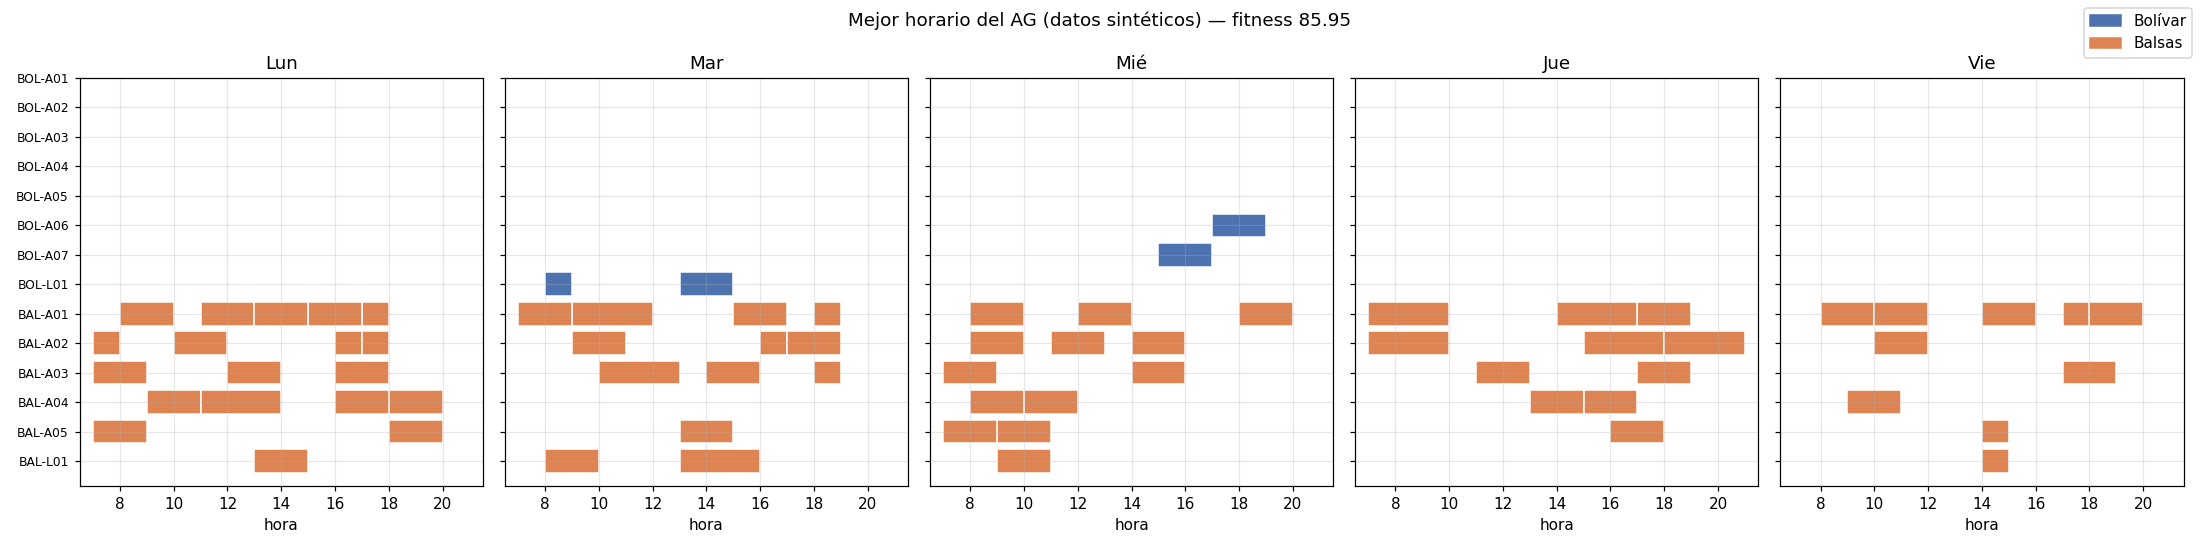 Mejor horario del AG (datos sintéticos) — fitness 85.95
Bolívar
Balsas
Lun
Mar
Mié
Jue
Vie
BOL-A01
BOL-A02
BOL-A03
BOL-A04
BOL-A05
BOL-A06
BOL-A07
BOL-L01
BAL-A01
BAL-A02
BAL-A03
BAL-A04
BAL-A05
BAL-L01
8 10 12 14 16 18 20
8 10 12 14 16 18 20
8 10 12 14 16 18 20
8 10 12 14 16 18 20
8 10 12 14 16 18 20
hora
hora
hora
hora
hora